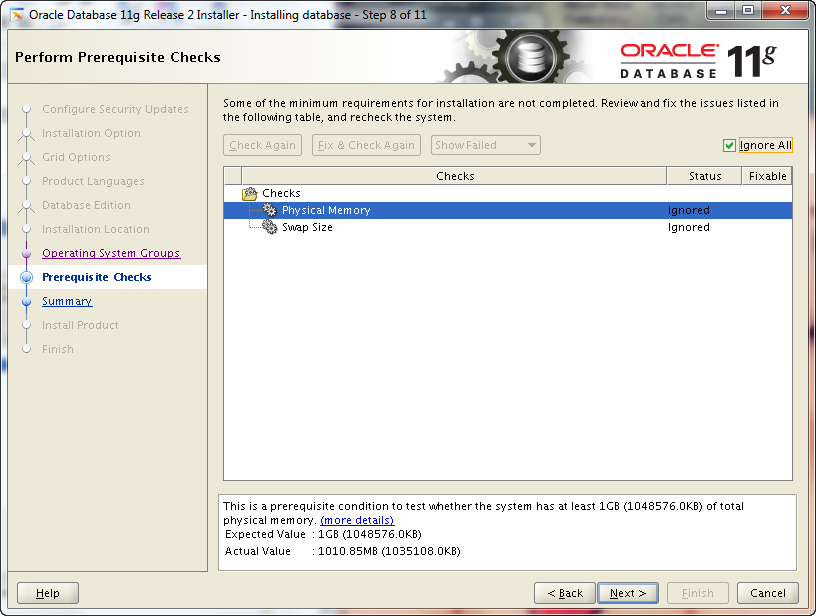 Oracle Database 11g Release 2 Installer - Installing database - Step 8 of 11
Perform Prerequisite Checks
ORACLE
DATABASE 11g
Configure Security Updates
Installation Option
Grid Options
Product Languages
Database Edition
Installation Location
Operating System Groups
Prerequisite Checks
Summary
Install Product
Finish
Some of the minimum requirements for installation are not completed. Review and fix the issues listed in
the following table, and recheck the system.
Check Again Fix & Check Again Show Failed Ignore All
Checks Status Fixable
Checks
Physical Memory Ignored
Swap Size Ignored
This is a prerequisite condition to test whether the system has at least 1GB (1048576.0KB) of total
physical memory. (more details)
Expected Value : 1GB (1048576.0KB)
Actual Value : 1010.85MB (1035108.0KB)
Help < Back Next > Finish Cancel